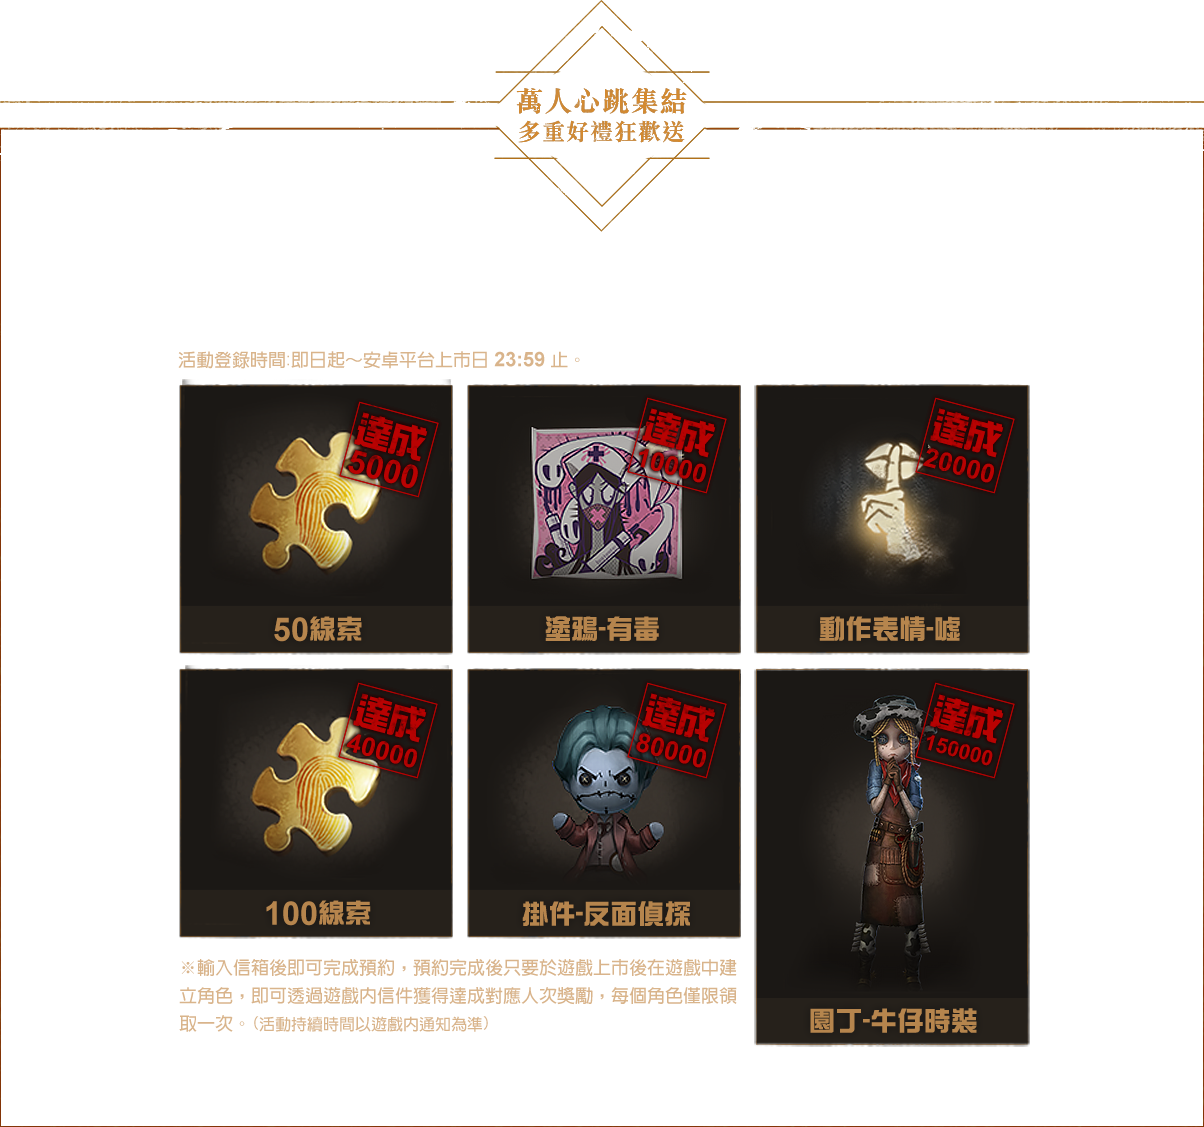 萬人心跳集結
多重好禮狂歡送
活動登錄時間:即日起～安卓平台上市日 23:59 止。
達成
5000
50線索
達成
10000
塗鴉-有毒
達成
20000
動作表情-噓
達成
40000
100線索
達成
80000
掛件-反面偵探
達成
150000
園丁-牛仔時裝
※輸入信箱後即可完成預約，預約完成後只要於遊戲上市後在遊戲中建
立角色，即可透過遊戲内信件獲得達成對應人次獎勵，每個角色僅限領
取一次。（活動持續時間以遊戲内通知為準）